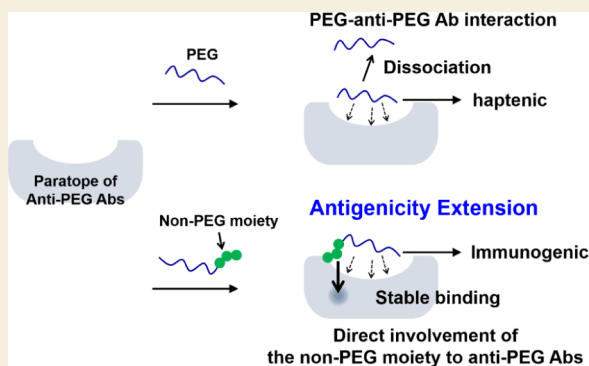 PEG-anti-PEG Ab interaction
PEG
Dissociation
haptenic
Paratope of
Anti-PEG Abs
Non-PEG moiety
Antigenicity Extension
Immunogenic
Stable binding
Direct involvement of
the non-PEG moiety to anti-PEG Abs